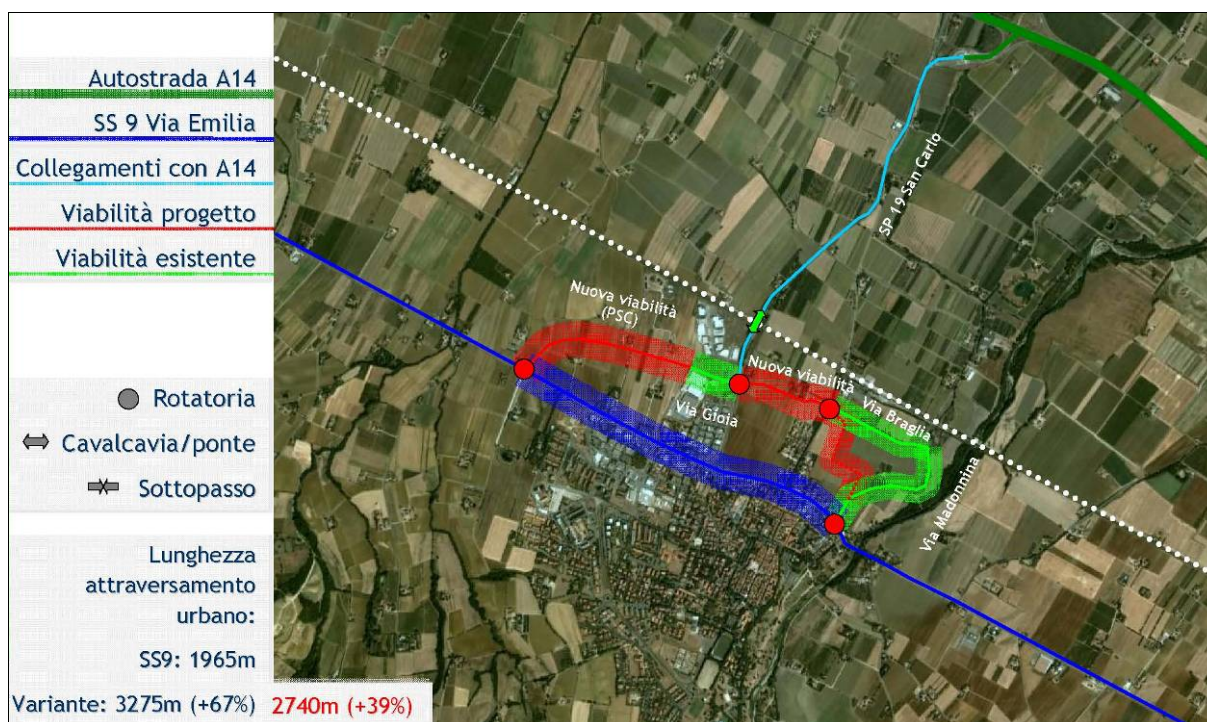 Autostrada A14
SS 9 Via Emilia
Collegamenti con A14
Viabilità progetto
Viabilità esistente
Rotatoria
Cavalcavia/ponte
Sottopasso
Lunghezza
attraversamento
urbano:
SS9: 1965m
Variante: 3275m (+67%) 2740m (+39%)
SP 19 San Carlo
Nuova viabilità
(PSC)
Nuova viabilità
Via Gioia
Via Braglia
Via Madonnina